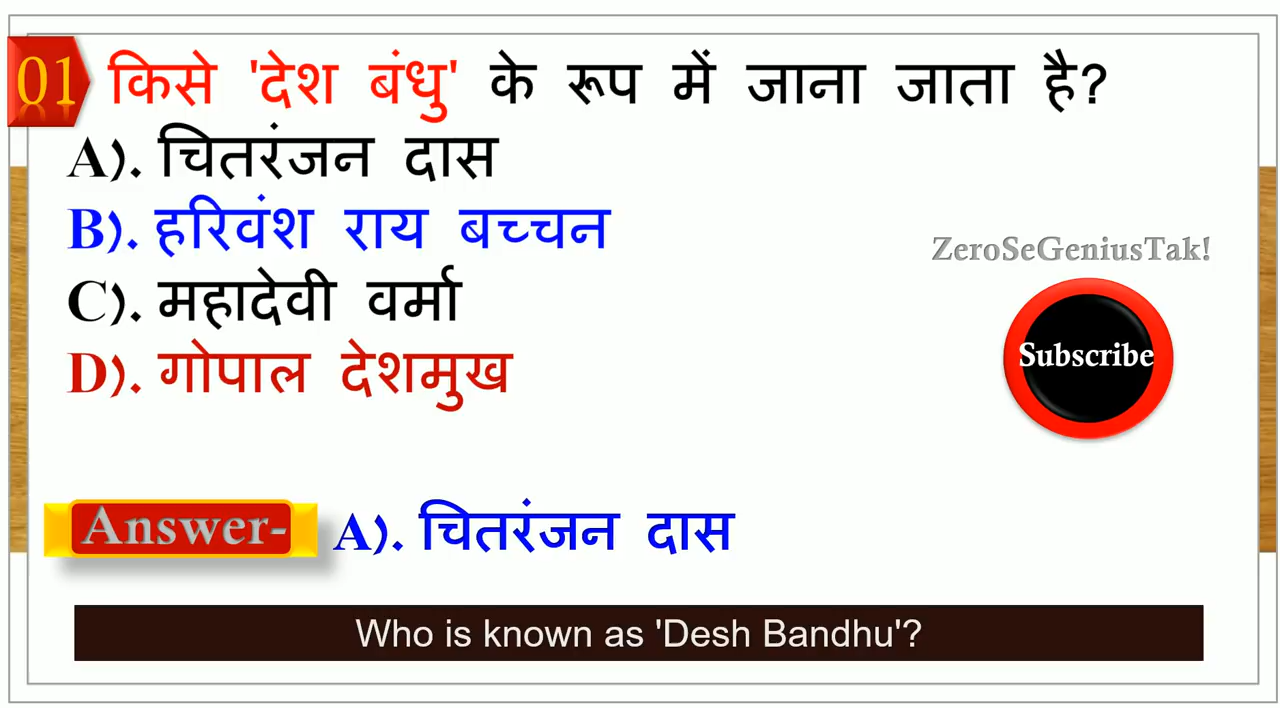 01 किसे 'देश बंधु' के रूप में जाना जाता है?
A). चितरंजन दास
B). हरिवंश राय बच्चन
ZeroSeGeniusTak!
C). महादेवी वर्मा
Subscribe
D). गोपाल देशमुख
Answer- A). चितरंजन दास
Who is known as 'Desh Bandhu'?